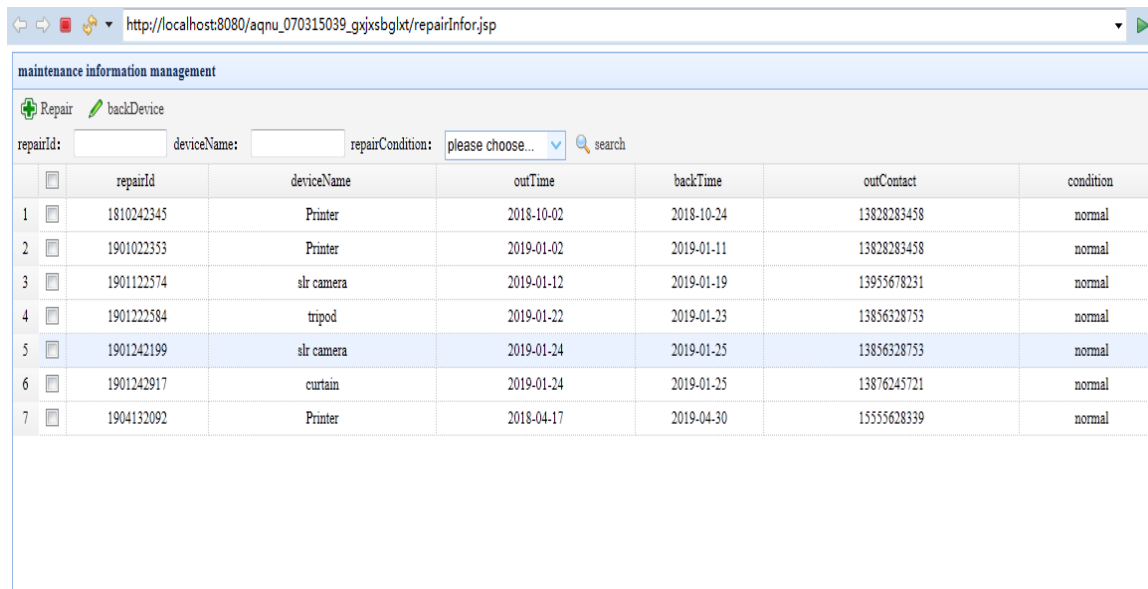 http://localhost:8080/aqnu_070315039_gxjxsbglxt/repairInfor.jsp
maintenance information management
Repair backDevice
repairId: deviceName: repairCondition: please choose... search
repairId deviceName outTime backTime outContact condition
1 1810242345 Printer 2018-10-02 2018-10-24 13828283458 normal
2 1901022353 Printer 2019-01-02 2019-01-11 13828283458 normal
3 1901122574 slr camera 2019-01-12 2019-01-19 13955678231 normal
4 1901222584 tripod 2019-01-22 2019-01-23 13856328753 normal
5 1901242199 slr camera 2019-01-24 2019-01-25 13856328753 normal
6 1901242917 curtain 2019-01-24 2019-01-25 13876245721 normal
7 1904132092 Printer 2018-04-17 2019-04-30 15555628339 normal